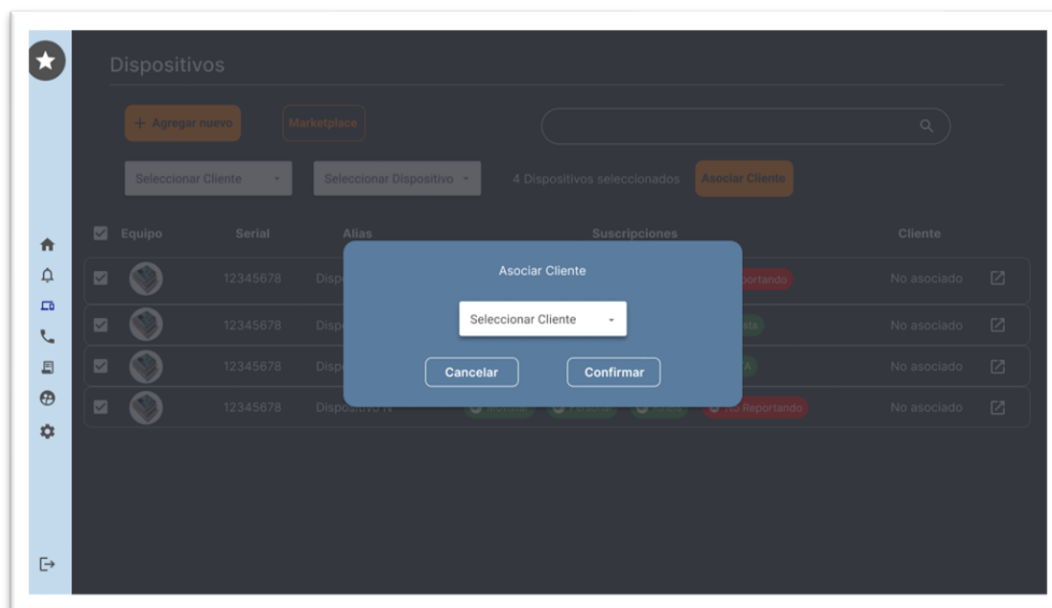 Dispositivos
+ Agregar nuevo
Marketplace
Seleccionar Cliente
Seleccionar Dispositivo
4 Dispositivos seleccionados
Asociar Cliente
Equipo Serial Alias Suscripciones Cliente
12345678 No asociado
12345678 No asociado
12345678 No asociado
12345678 Dispositivo N No Reportando No asociado
Asociar Cliente
Seleccionar Cliente
Cancelar Confirmar